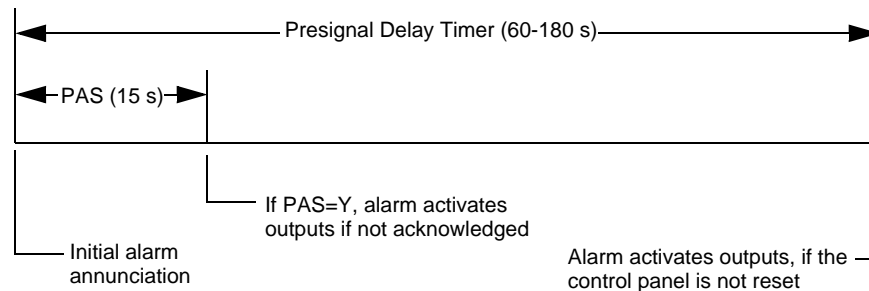 Presignal Delay Timer (60-180 s)
PAS (15 s)
If PAS=Y, alarm activates
outputs if not acknowledged
Initial alarm
annunciation
Alarm activates outputs, if the
control panel is not reset